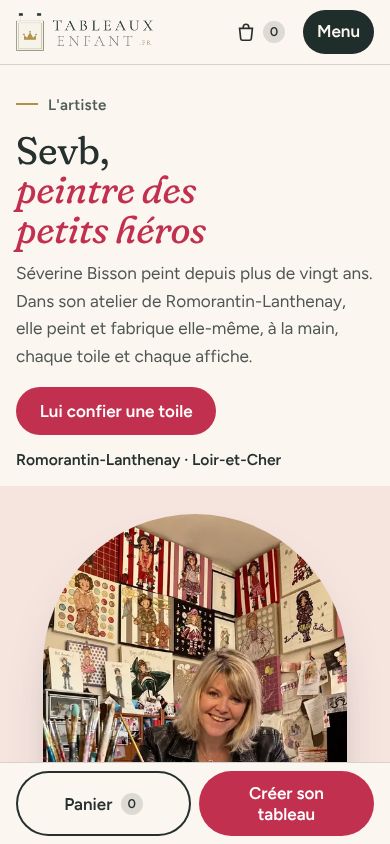 TABLEAUX
ENFANT .FR
0
Menu
L'artiste
Sevb,
peintre des
petits héros
Séverine Bisson peint depuis plus de vingt ans.
Dans son atelier de Romorantin-Lanthenay,
elle peint et fabrique elle-même, à la main,
chaque toile et chaque affiche.
Lui confier une toile
Romorantin-Lanthenay · Loir-et-Cher
Panier 0
Créer son
tableau